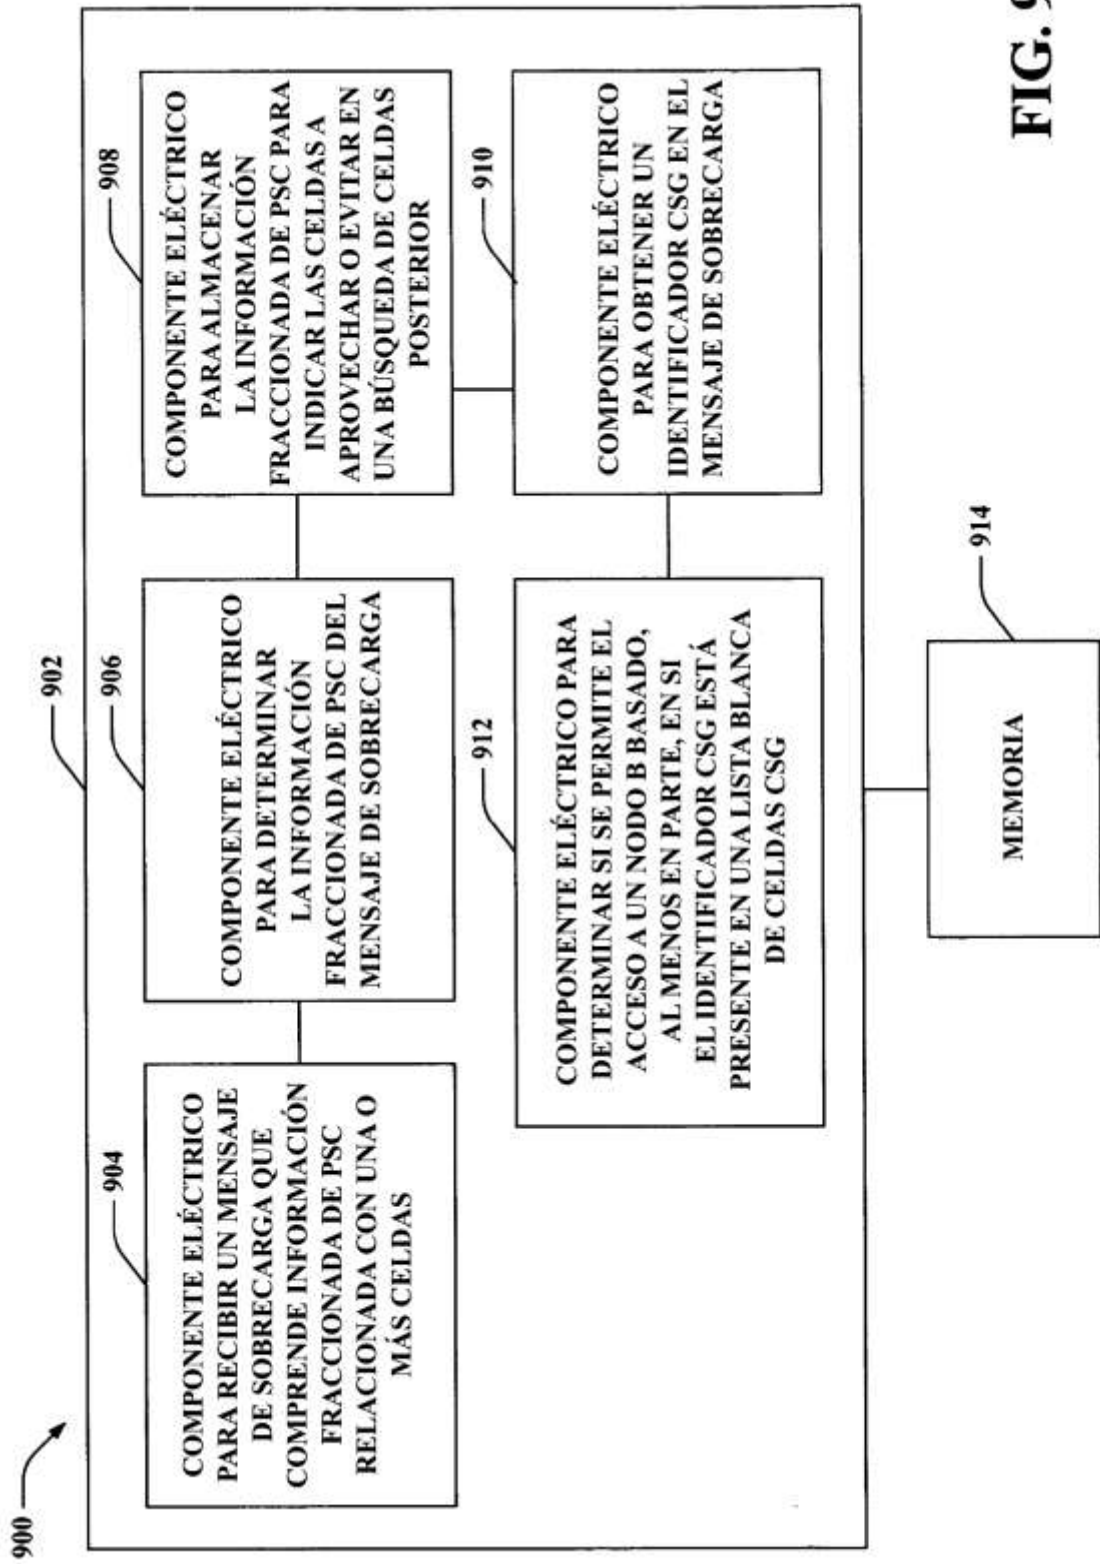 900
902
904
COMPONENTE ELÉCTRICO
PARA RECIBIR UN MENSAJE
DE SOBRECARGA QUE
COMPRENDE INFORMACIÓN
FRACCIONADA DE PSC
RELACIONADA CON UNA O
MÁS CELDAS
906
COMPONENTE ELÉCTRICO
PARA DETERMINAR
LA INFORMACIÓN
FRACCIONADA DE PSC DEL
MENSAJE DE SOBRECARGA
908
COMPONENTE ELÉCTRICO
PARA ALMACENAR
LA INFORMACIÓN
FRACCIONADA DE PSC PARA
INDICAR LAS CELDAS A
APROVECHAR O EVITAR EN
UNA BÚSQUEDA DE CELDAS
POSTERIOR
912
COMPONENTE ELÉCTRICO PARA
DETERMINAR SI SE PERMITE EL
ACCESO A UN NODO B BASADO,
AL MENOS EN PARTE, EN SI
EL IDENTIFICADOR CSG ESTÁ
PRESENTE EN UNA LISTA BLANCA
DE CELDAS CSG
910
COMPONENTE ELÉCTRICO
PARA OBTENER UN
IDENTIFICADOR CSG EN EL
MENSAJE DE SOBRECARGA
914
MEMORIA
FIG. 9